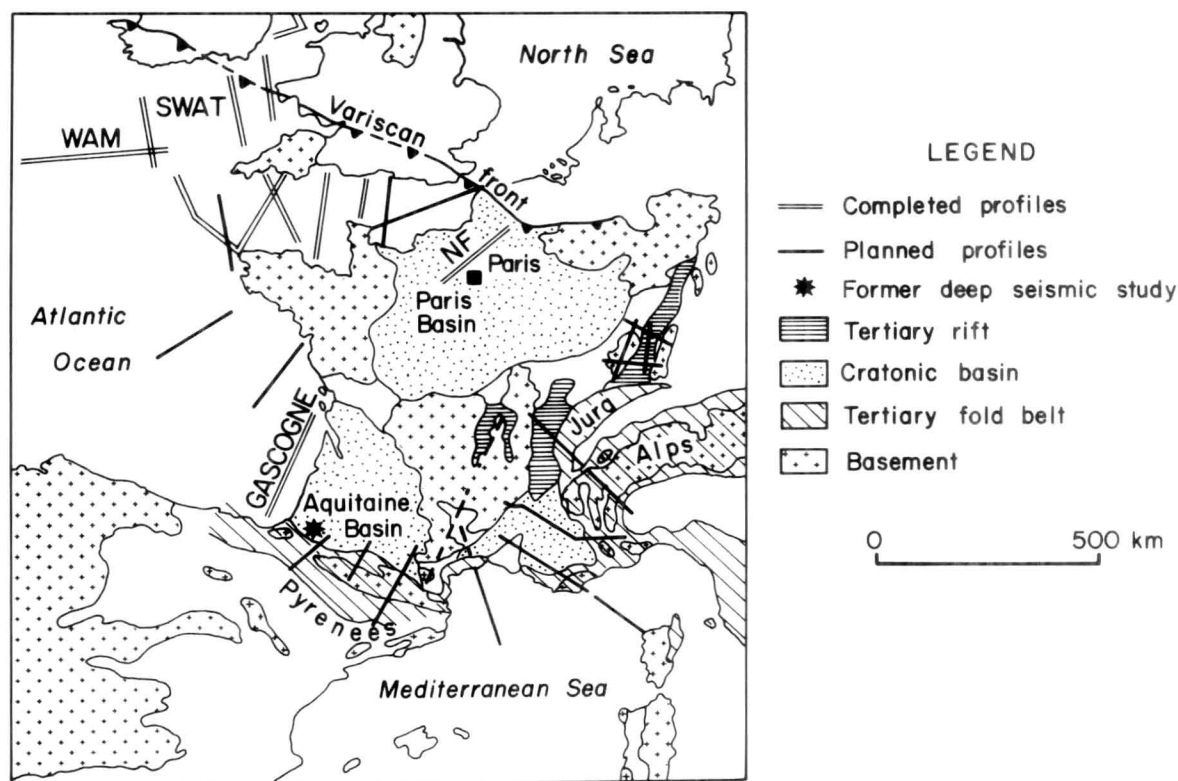 North Sea
SWAT
WAM
Variscan
front
NF
Paris
Paris
Basin
Atlantic
Ocean
GASCOGNE
Jura
Alps
Aquitaine
Basin
Pyrenees
Mediterranean Sea
LEGEND
Completed profiles
Planned profiles
Former deep seismic study
Tertiary rift
Cratonic basin
Tertiary fold belt
Basement
0 500 km